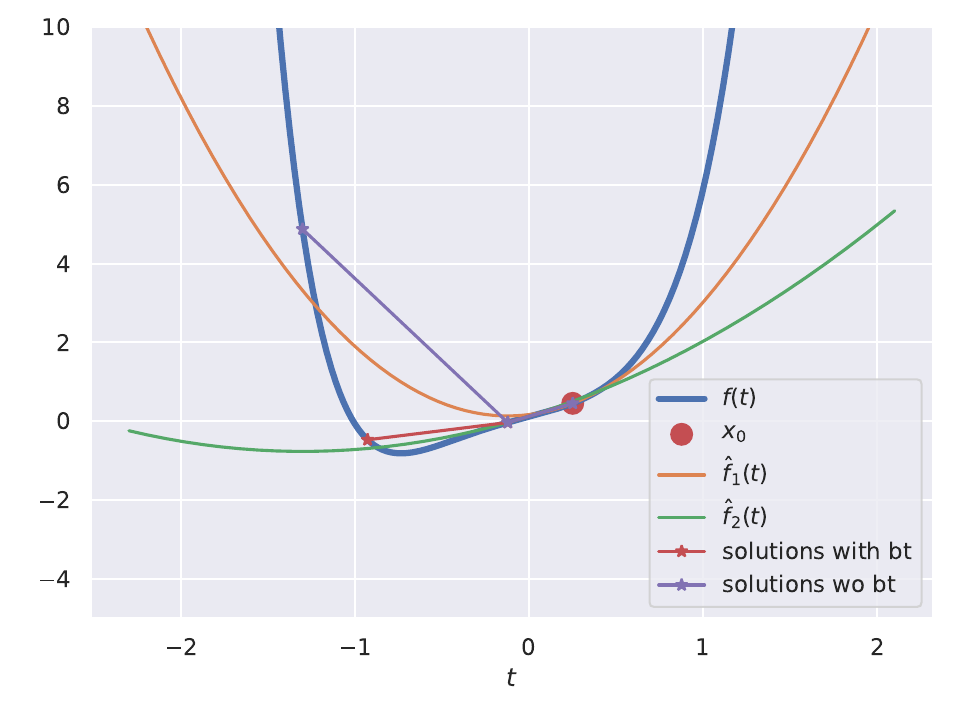 10
8
6
4
2
0
−2
−4
−2
−1
0
1
2
t
f(t)
x₀
f̂₁(t)
f̂₂(t)
solutions with bt
solutions wo bt